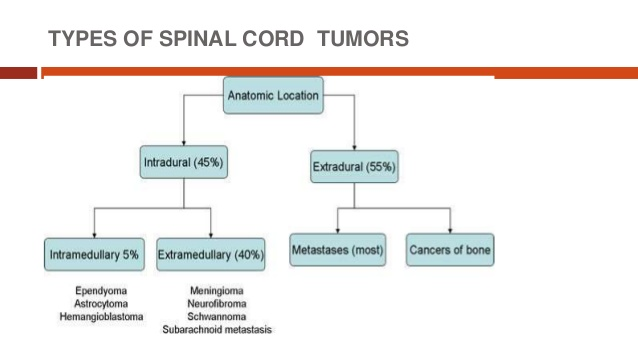 TYPES OF SPINAL CORD TUMORS
Anatomic Location
Intradural (45%)
Extradural (55%)
Intramedullary 5%
Extramedullary (40%)
Metastases (most)
Cancers of bone
Ependyoma
Astrocytoma
Hemangioblastoma
Meningioma
Neurofibroma
Schwannoma
Subarachnoid metastasis